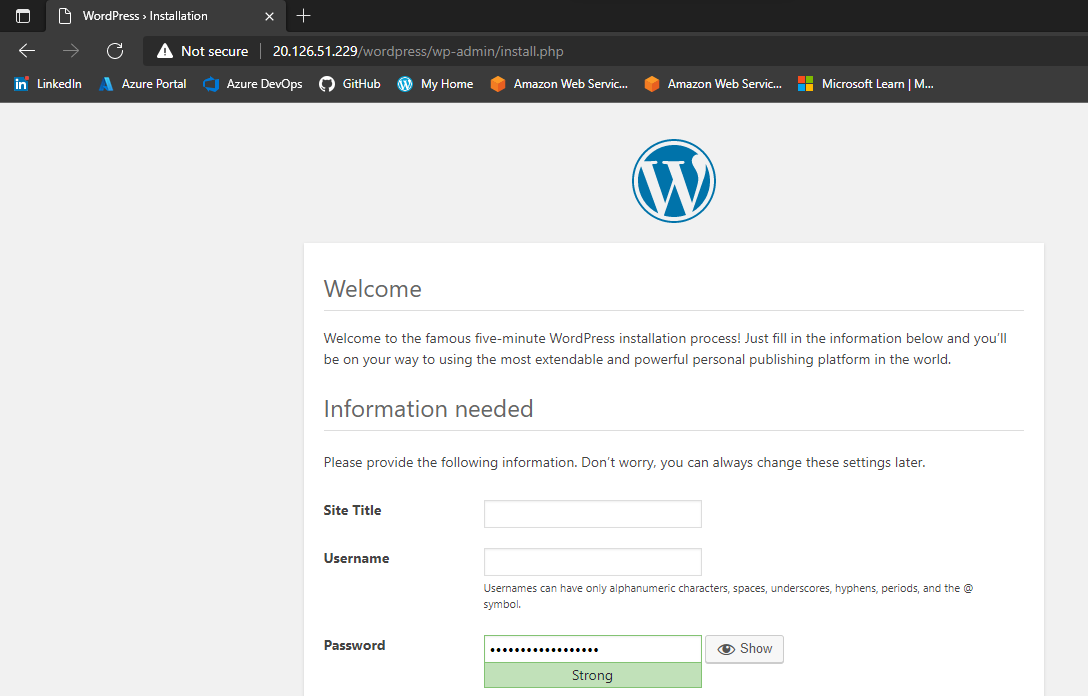 WordPress › Installation
Not secure
20.126.51.229/wordpress/wp-admin/install.php
LinkedIn
Azure Portal
Azure DevOps
GitHub
My Home
Amazon Web Servic...
Amazon Web Servic...
Microsoft Learn | M...
Welcome
Welcome to the famous five-minute WordPress installation process! Just fill in the information below and you’ll
be on your way to using the most extendable and powerful personal publishing platform in the world.
Information needed
Please provide the following information. Don’t worry, you can always change these settings later.
Site Title
Username
Usernames can have only alphanumeric characters, spaces, underscores, hyphens, periods, and the @
symbol.
Password
••••••••••••••••••
Show
Strong